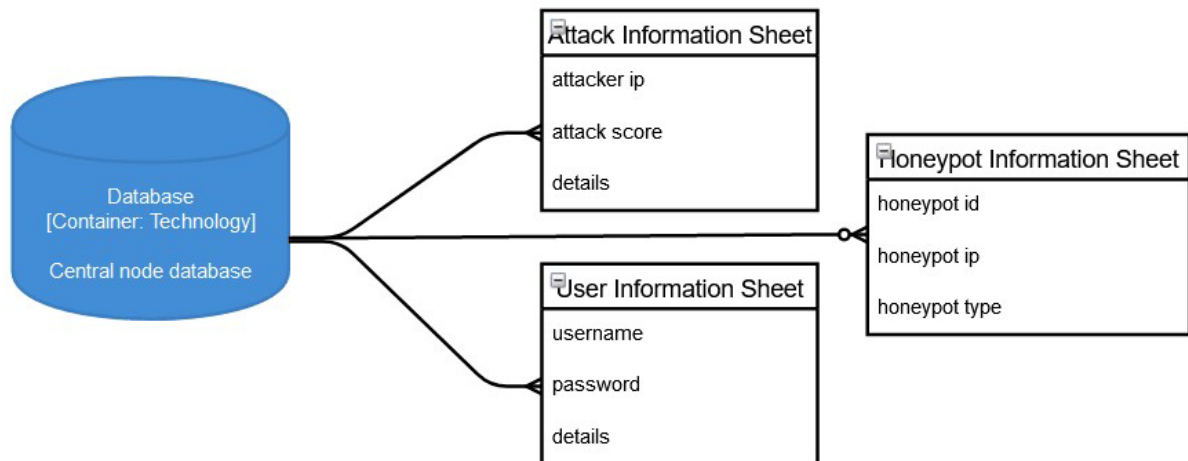 Database
[Container: Technology]
Central node database
Attack Information Sheet
attacker ip
attack score
details
Honeypot Information Sheet
honeypot id
honeypot ip
honeypot type
User Information Sheet
username
password
details